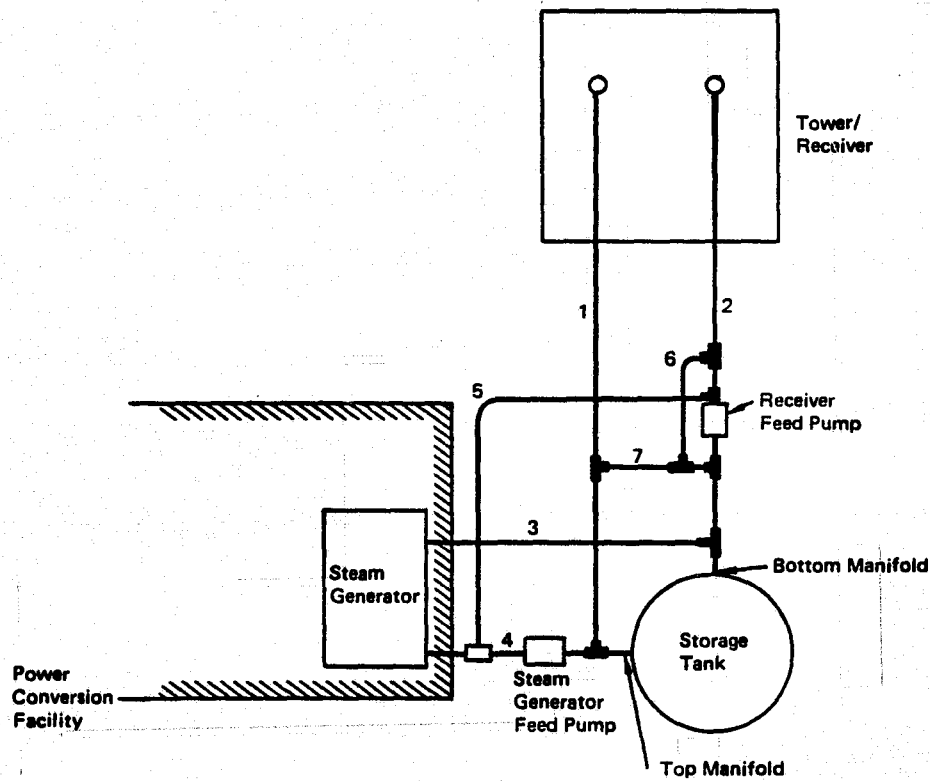 Tower/
Receiver
1
2
6
5
Receiver
Feed Pump
7
3
Bottom Manifold
Steam
Generator
Storage
Tank
4
Steam
Generator
Feed Pump
Power
Conversion
Facility
Top Manifold